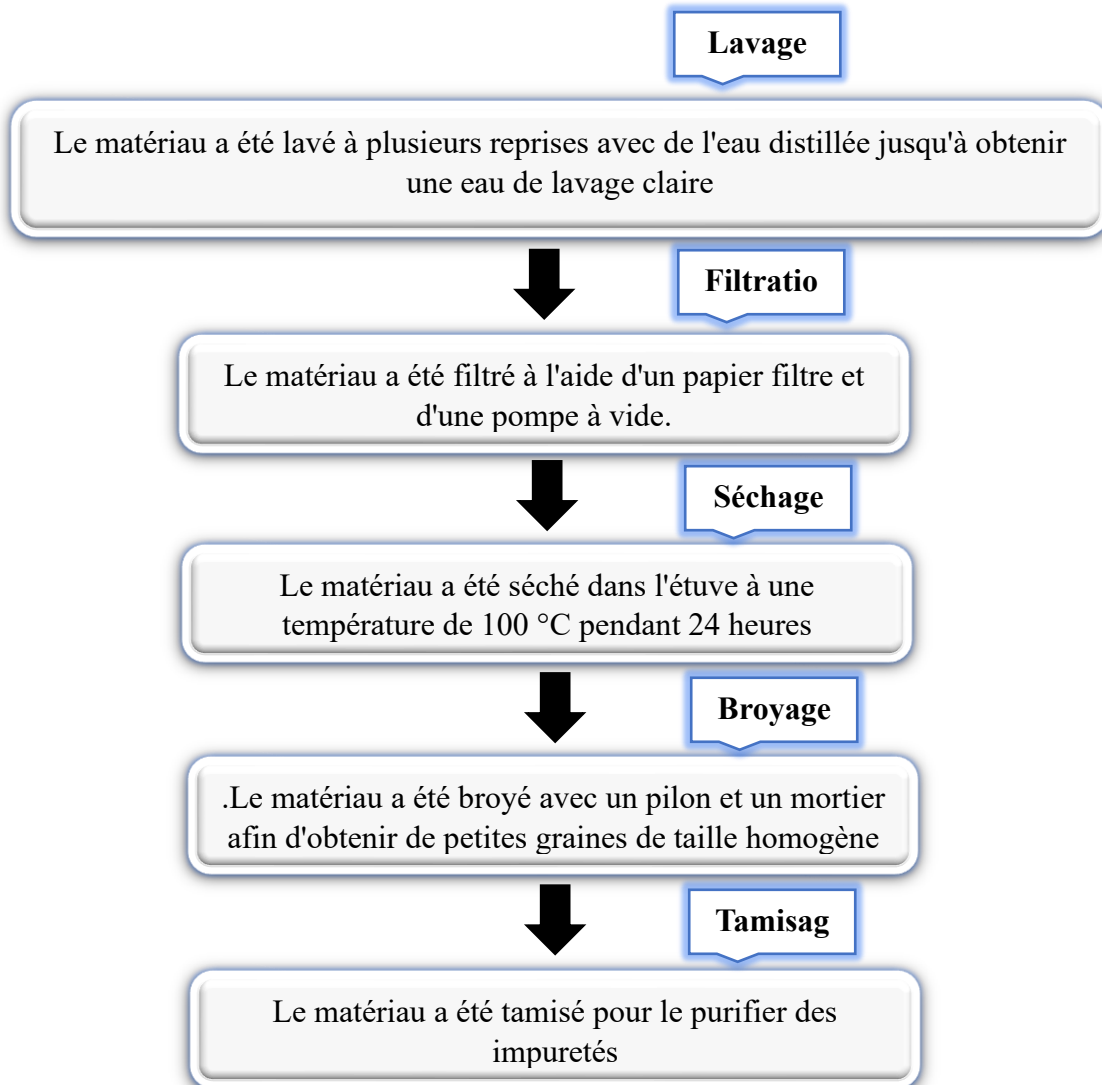 Lavage
Le matériau a été lavé à plusieurs reprises avec de l'eau distillée jusqu'à obtenir
une eau de lavage claire
Filtratio
Le matériau a été filtré à l'aide d'un papier filtre et
d'une pompe à vide.
Séchage
Le matériau a été séché dans l'étuve à une
température de 100 °C pendant 24 heures
Broyage
.Le matériau a été broyé avec un pilon et un mortier
afin d'obtenir de petites graines de taille homogène
Tamisag
Le matériau a été tamisé pour le purifier des
impuretés